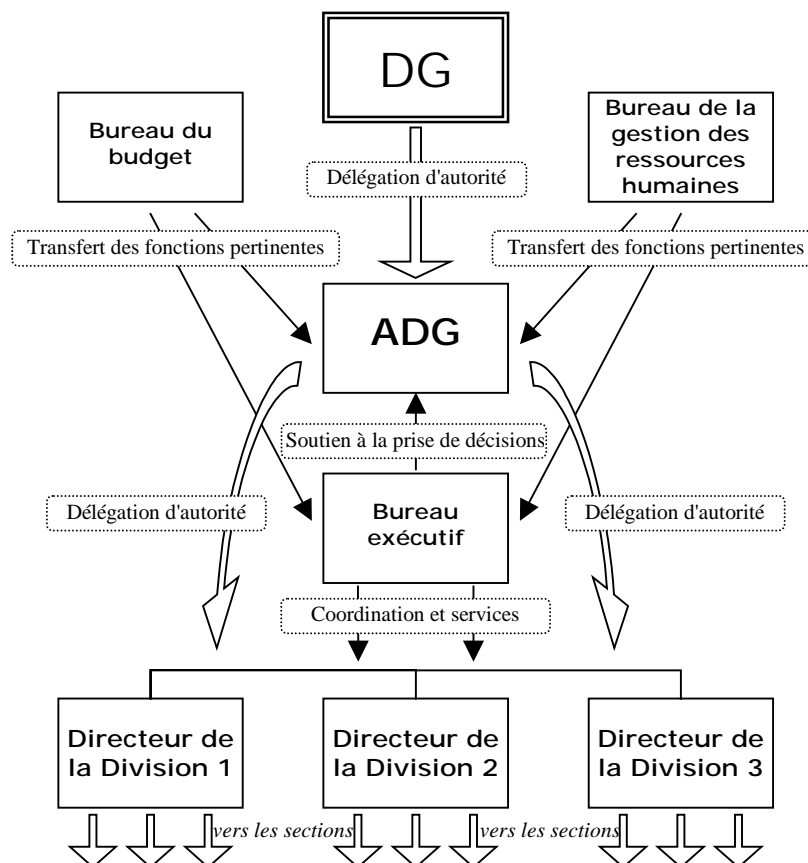 DG
Bureau du
budget
Bureau de la
gestion des
ressources
humaines
Délégation d'autorité
Transfert des fonctions pertinentes
Transfert des fonctions pertinentes
ADG
Soutien à la prise de décisions
Délégation d'autorité
Bureau
exécutif
Délégation d'autorité
Coordination et services
Directeur de
la Division 1
Directeur de
la Division 2
Directeur de
la Division 3
vers les sections
vers les sections